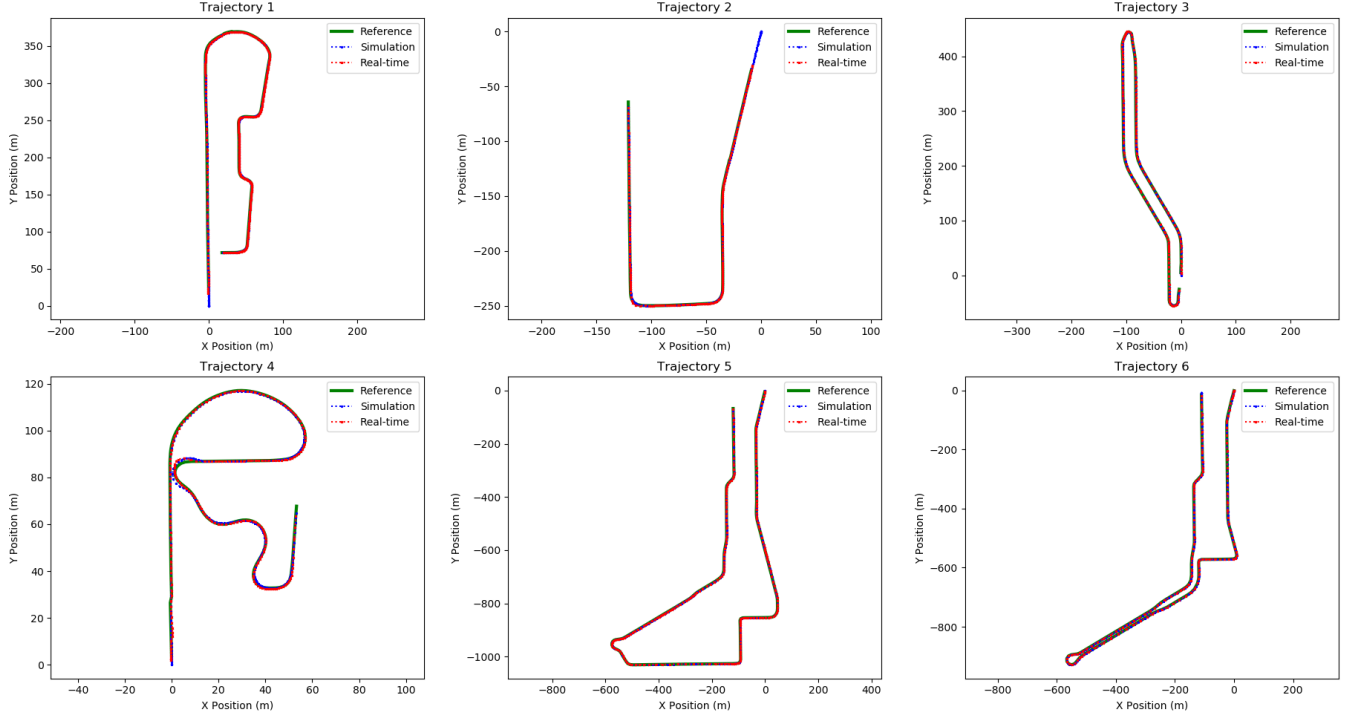 Trajectory 1
Reference
Simulation
Real-time
350
300
250
200
150
100
50
0
Y Position (m)
−200
−100
0
100
200
X Position (m)
Trajectory 2
Reference
Simulation
Real-time
0
−50
−100
−150
−200
−250
Y Position (m)
−200
−150
−100
−50
0
50
100
X Position (m)
Trajectory 3
Reference
Simulation
Real-time
400
300
200
100
0
Y Position (m)
−300
−200
−100
0
100
200
X Position (m)
Trajectory 4
Reference
Simulation
Real-time
120
100
80
60
40
20
0
Y Position (m)
−40
−20
0
20
40
60
80
100
X Position (m)
Trajectory 5
Reference
Simulation
Real-time
0
−200
−400
−600
−800
−1000
Y Position (m)
−800
−600
−400
−200
0
200
400
X Position (m)
Trajectory 6
Reference
Simulation
Real-time
0
−200
−400
−600
−800
Y Position (m)
−800
−600
−400
−200
0
200
X Position (m)